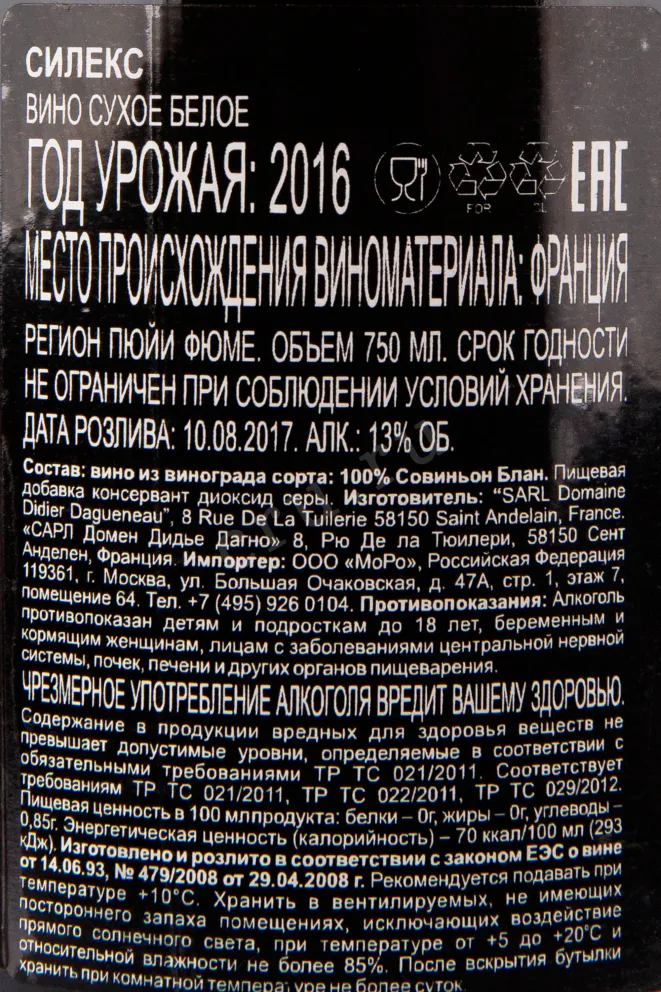 СИЛЕКС
ВИНО СУХОЕ БЕЛОЕ
ГОД УРОЖАЯ: 2016 EAC
FOR 21
МЕСТО ПРОИСХОЖДЕНИЯ ВИНОМАТЕРИАЛА: ФРАНЦИЯ
РЕГИОН ПЮЙИ ФЮМЕ. ОБЪЕМ 750 МЛ. СРОК ГОДНОСТИ
НЕ ОГРАНИЧЕН ПРИ СОБЛЮДЕНИИ УСЛОВИЙ ХРАНЕНИЯ.
ДАТА РОЗЛИВА: 10.08.2017. АЛК.: 13% ОБ.
Состав: вино из винограда сорта: 100% Совиньон Блан. Пищевая
добавка консервант диоксид серы. Изготовитель: "SARL Domaine
Didier Dagueneau", 8 Rue De La Tuilerie 58150 Saint Andelain, France.
«САРЛ Домен Дидье Дагно» 8, Рю Де ла Тюилери, 58150 Сент
Анделен, Франция. Импортер: ООО «МоРо», Российская Федерация
119361, г. Москва, ул. Большая Очаковская, д. 47А, стр. 1, этаж 7,
помещение 64. Тел. +7 (495) 926 0104. Противопоказания: Алкоголь
противопоказан детям и подросткам до 18 лет, беременным и
кормящим женщинам, лицам с заболеваниями центральной нервной
системы, почек, печени и других органов пищеварения.
ЧРЕЗМЕРНОЕ УПОТРЕБЛЕНИЕ АЛКОГОЛЯ ВРЕДИТ ВАШЕМУ ЗДОРОВЬЮ.
Содержание в продукции вредных для здоровья веществ не
превышает допустимые уровни, определяемые в соответствии с
обязательными требованиями ТР ТС 021/2011. Соответствует
требованиям ТР ТС 021/2011, ТР ТС 022/2011, ТР ТС 029/2012.
Пищевая ценность в 100 млпродукта: белки – 0г, жиры – 0г, углеводы –
0,85г. Энергетическая ценность (калорийность) – 70 ккал/100 мл (293
кДж). Изготовлено и розлито в соответствии с законом ЕЭС о вине
от 14.06.93, № 479/2008 от 29.04.2008 г. Рекомендуется подавать при
температуре +10°С. Хранить в вентилируемых, не имеющих
постороннего запаха помещениях, исключающих воздействие
прямого солнечного света, при температуре от +5 до +20°С и
относительной влажности не более 85%. После вскрытия бутылки
хранить при комнатной температуре не более суток.